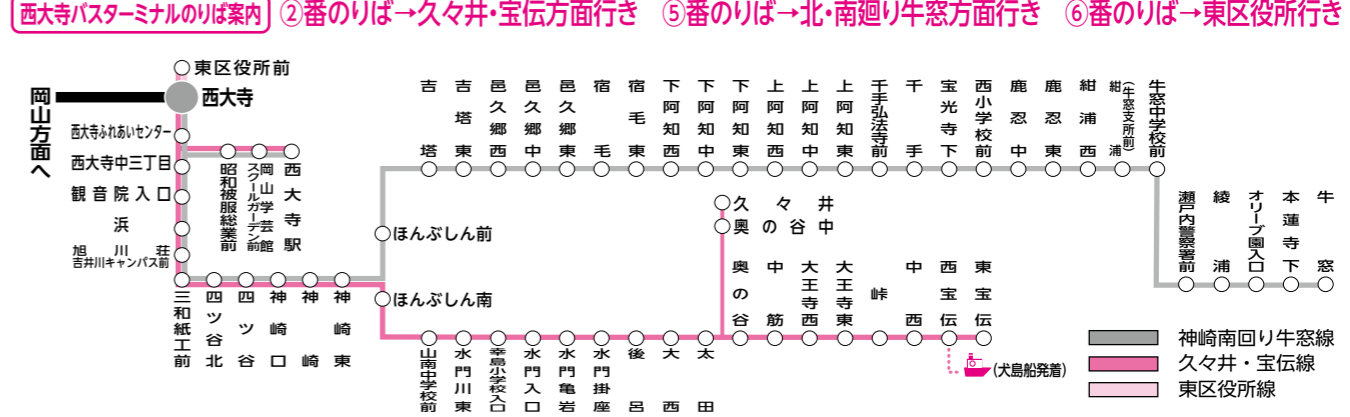 西大寺バスターミナルのりば案内 ②番のりば→久々井・宝伝方面行き ⑤番のりば→北・南廻り牛窓方面行き ⑥番のりば→東区役所行き
東区役所前
岡山方面へ
西大寺
西大寺ふれあいセンター
西大寺中三丁目
観音院入口
浜
旭川荘
吉井川キャンパス前
昭和被服総業前
岡山学芸館
スクールガーデン前
西大寺駅
三和紙工前
四ツ谷北
四ツ谷
神崎口
神崎
神崎東
ほんぶしん前
吉塔
吉塔東
邑久郷西
邑久郷中
邑久郷東
宿毛
宿毛東
下阿知西
下阿知中
下阿知東
上阿知西
上阿知中
上阿知東
千手弘法寺前
千手
宝光寺下
西小学校前
鹿忍中
鹿忍東
紺浦西
紺浦
(牛窓支所前)
牛窓中学校前
瀬戸内警察署前
綾浦
オリーブ園入口
本蓮寺下
牛窓
ほんぶしん南
山南中学校前
水門川東
幸島小学校入口
水門入口
水門亀岩
水門掛座
後呂
大西
太田
久々井
奥の谷中
奥の谷
中筋
大王寺西
大王寺東
峠
中西
西宝伝
東宝伝
(犬島船発着)
神崎南回り牛窓線
久々井・宝伝線
東区役所線